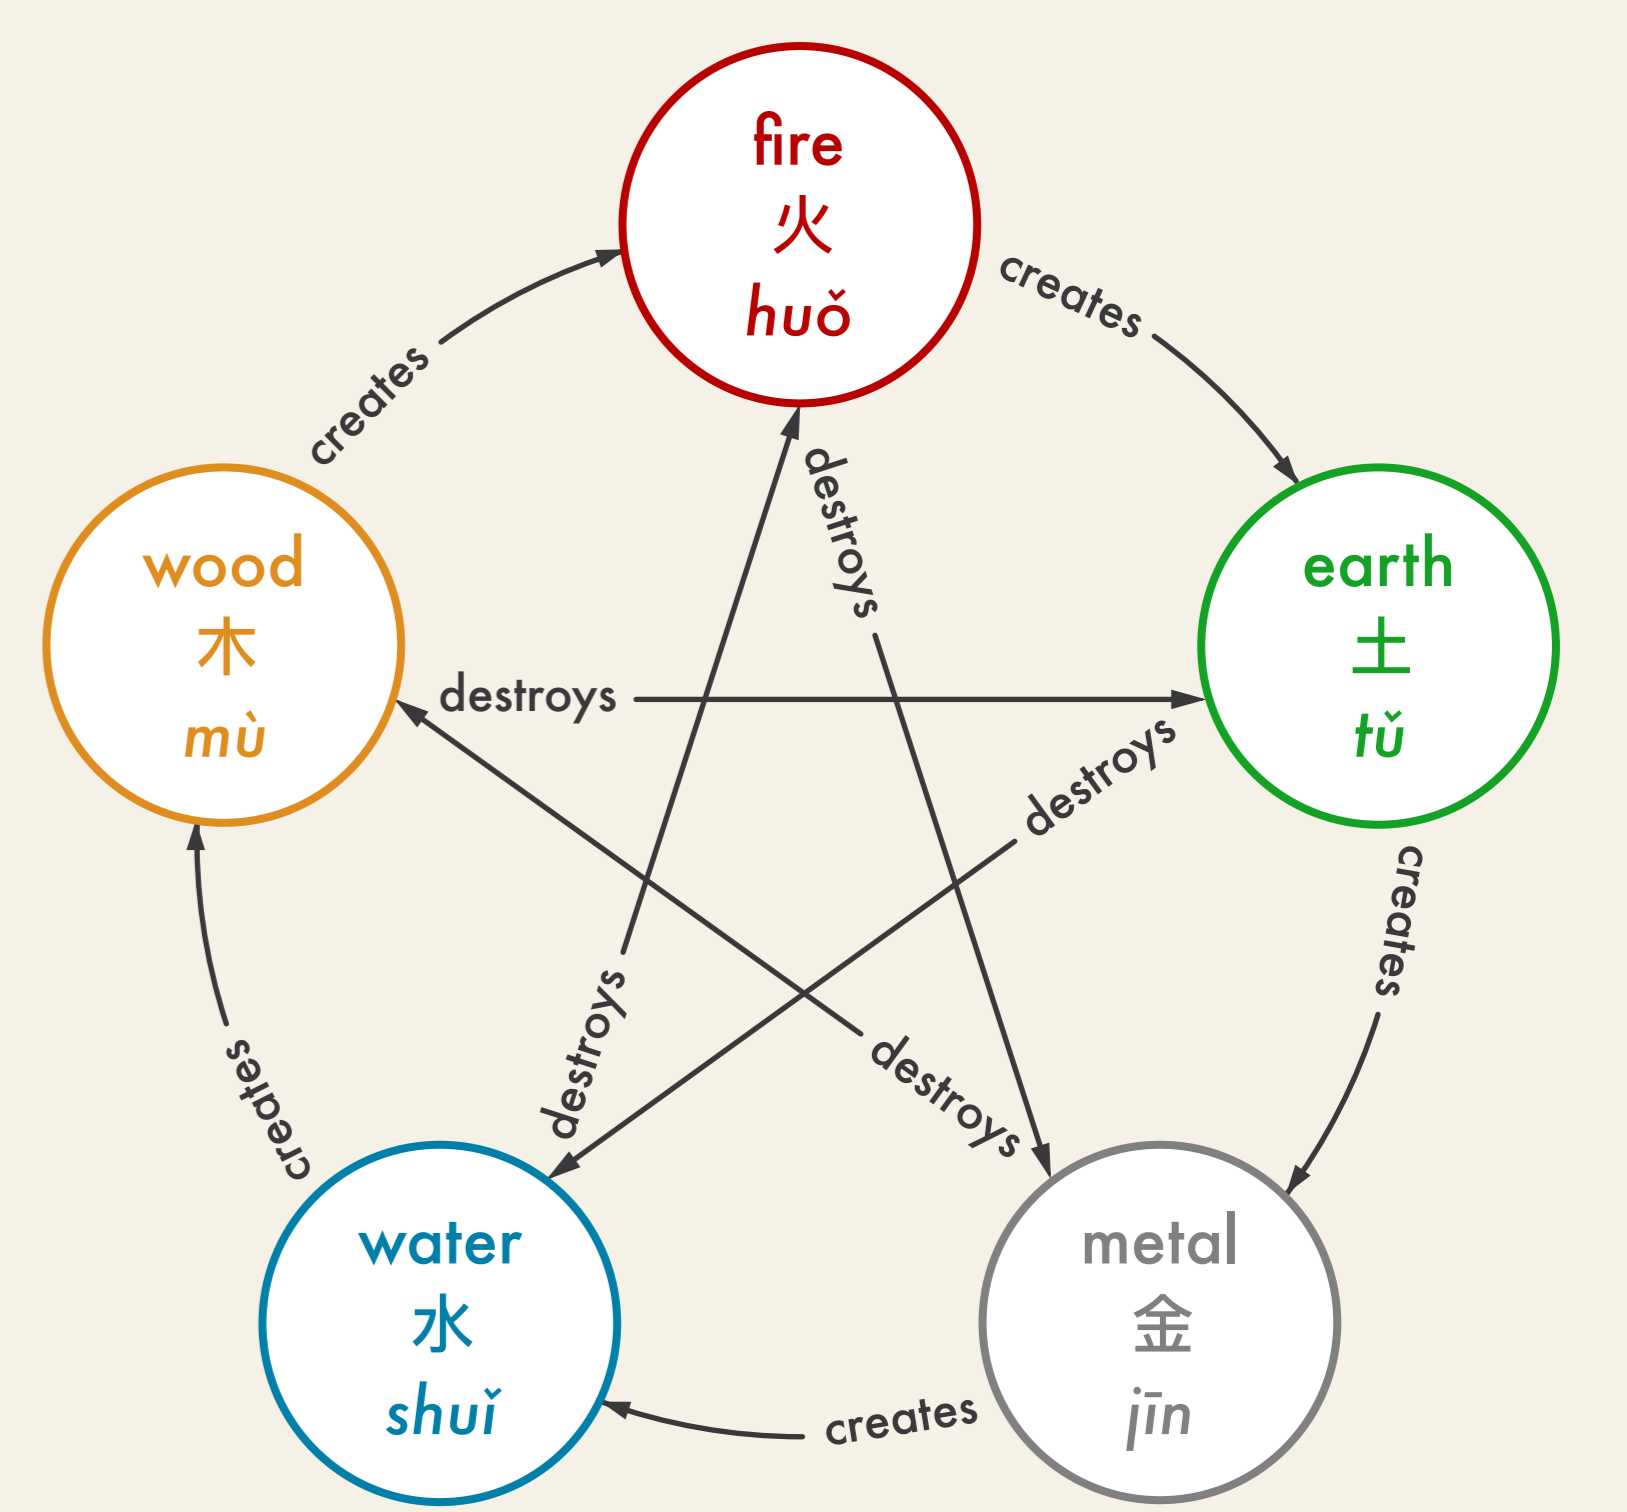 fire
火
huǒ
creates
creates
wood
木
mù
earth
土
tǔ
destroys
destroys
destroys
creates
destroys
destroys
creates
water
水
shuǐ
metal
金
jīn
creates